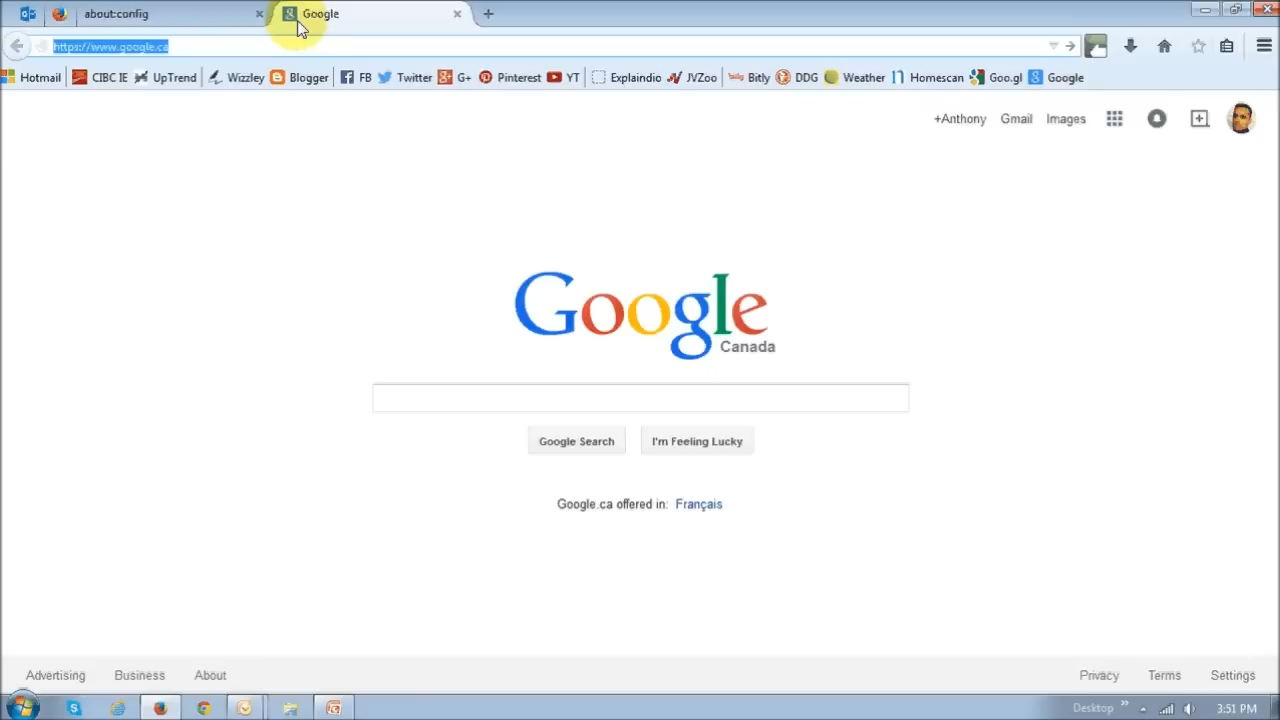 about:config
Google
https://www.google.ca
Hotmail CIBC IE UpTrend Wizzley Blogger FB Twitter G+ Pinterest YT Explaindio JVZoo Bitly DDG Weather Homescan Goo.gl Google
+Anthony Gmail Images
Google
Canada
Google Search I'm Feeling Lucky
Google.ca offered in: Français
Advertising Business About Privacy Terms Settings
Desktop 3:51 PM